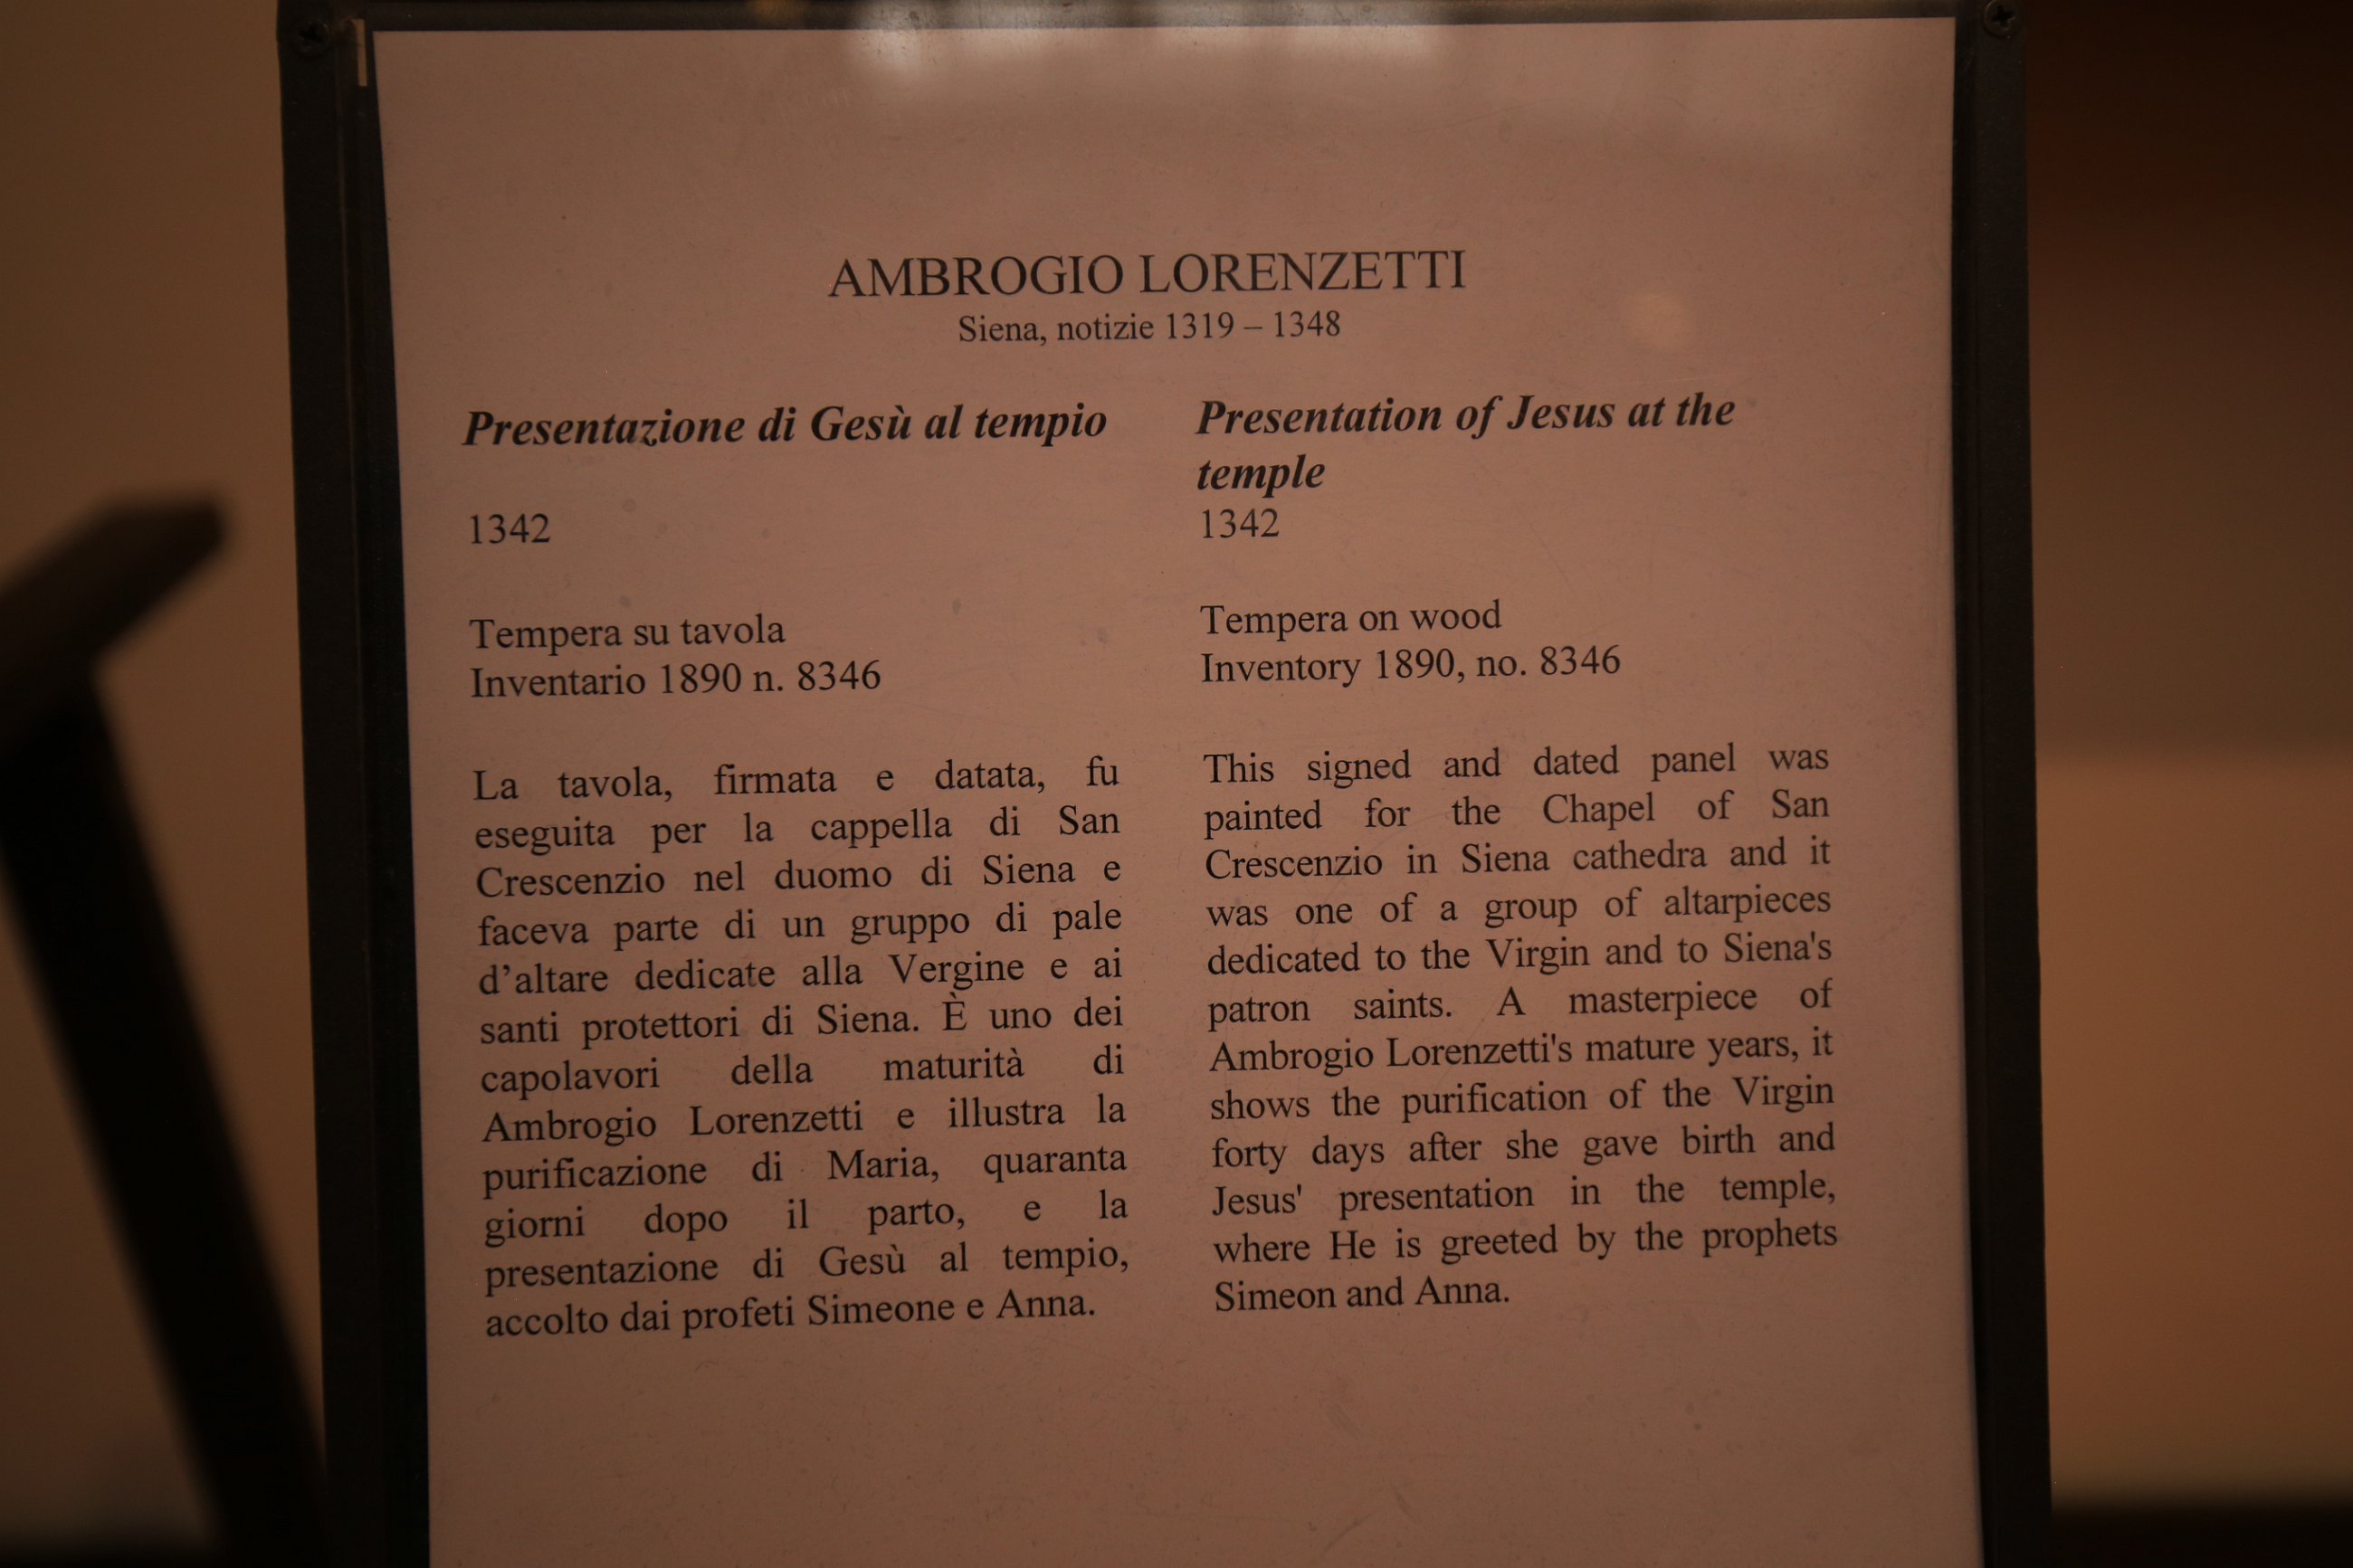 AMBROGIO LORENZETTI
Siena, notizie 1319 – 1348
Presentazione di Gesù al tempio
1342
Tempera su tavola
Inventario 1890 n. 8346
La tavola, firmata e datata, fu
eseguita per la cappella di San
Crescenzio nel duomo di Siena e
faceva parte di un gruppo di pale
d’altare dedicate alla Vergine e ai
santi protettori di Siena. È uno dei
capolavori della maturità di
Ambrogio Lorenzetti e illustra la
purificazione di Maria, quaranta
giorni dopo il parto, e la
presentazione di Gesù al tempio,
accolto dai profeti Simeone e Anna.
Presentation of Jesus at the
temple
1342
Tempera on wood
Inventory 1890, no. 8346
This signed and dated panel was
painted for the Chapel of San
Crescenzio in Siena cathedra and it
was one of a group of altarpieces
dedicated to the Virgin and to Siena's
patron saints. A masterpiece of
Ambrogio Lorenzetti's mature years, it
shows the purification of the Virgin
forty days after she gave birth and
Jesus' presentation in the temple,
where He is greeted by the prophets
Simeon and Anna.